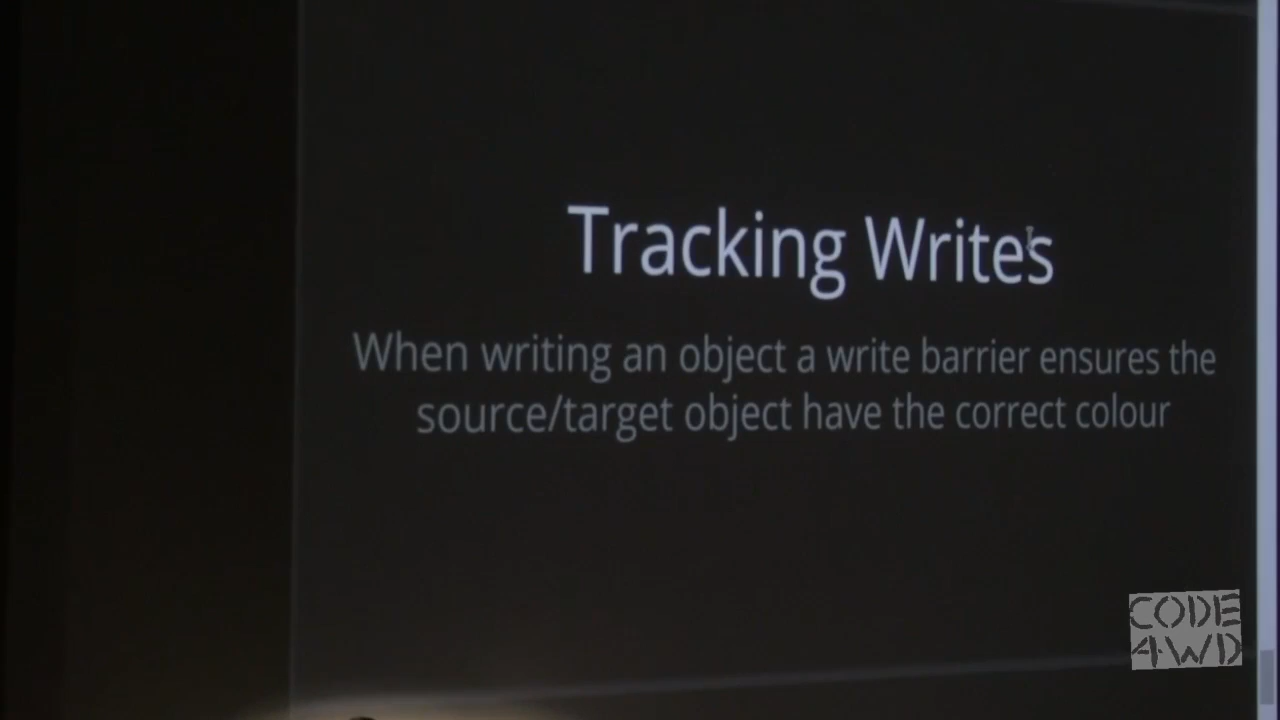 Tracking Writes
When writing an object a write barrier ensures the
source/target object have the correct colour
CODE
4WD